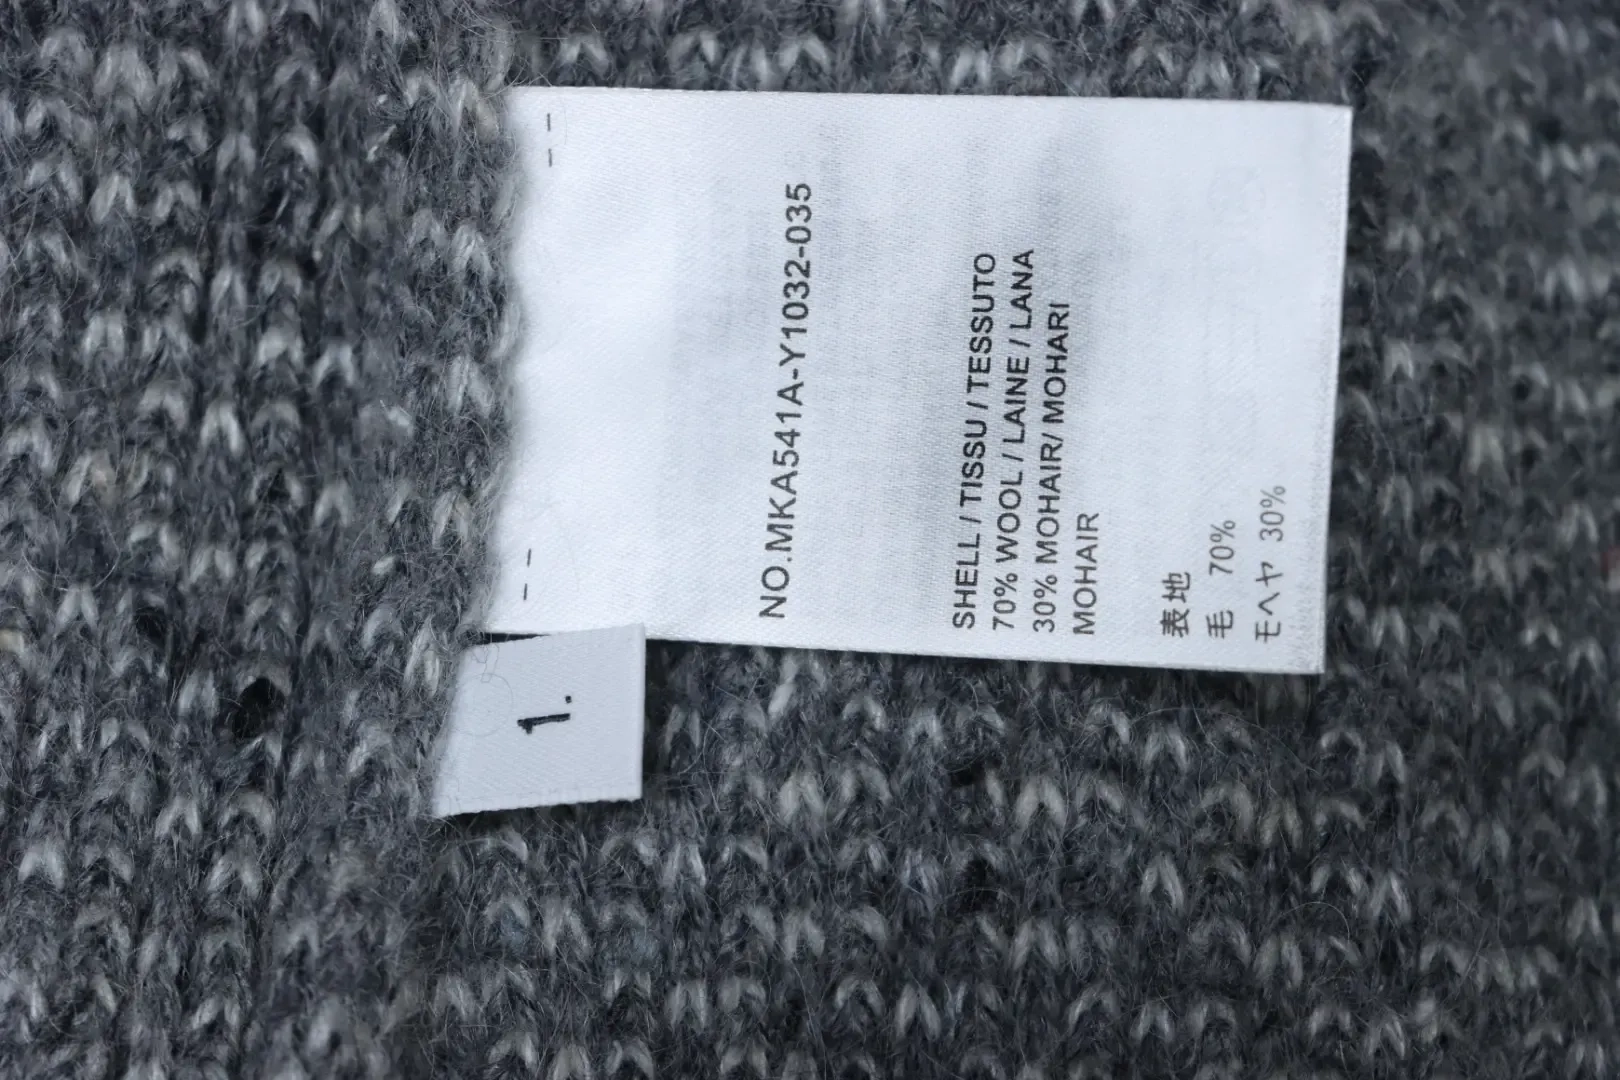 NO.MKA541A-Y1032-035
SHELL / TISSU / TESSUTO
70% WOOL / LAINE / LANA
30% MOHAIR/ MOHARI
MOHAIR
表地
毛 70%
モヘヤ 30%
1.